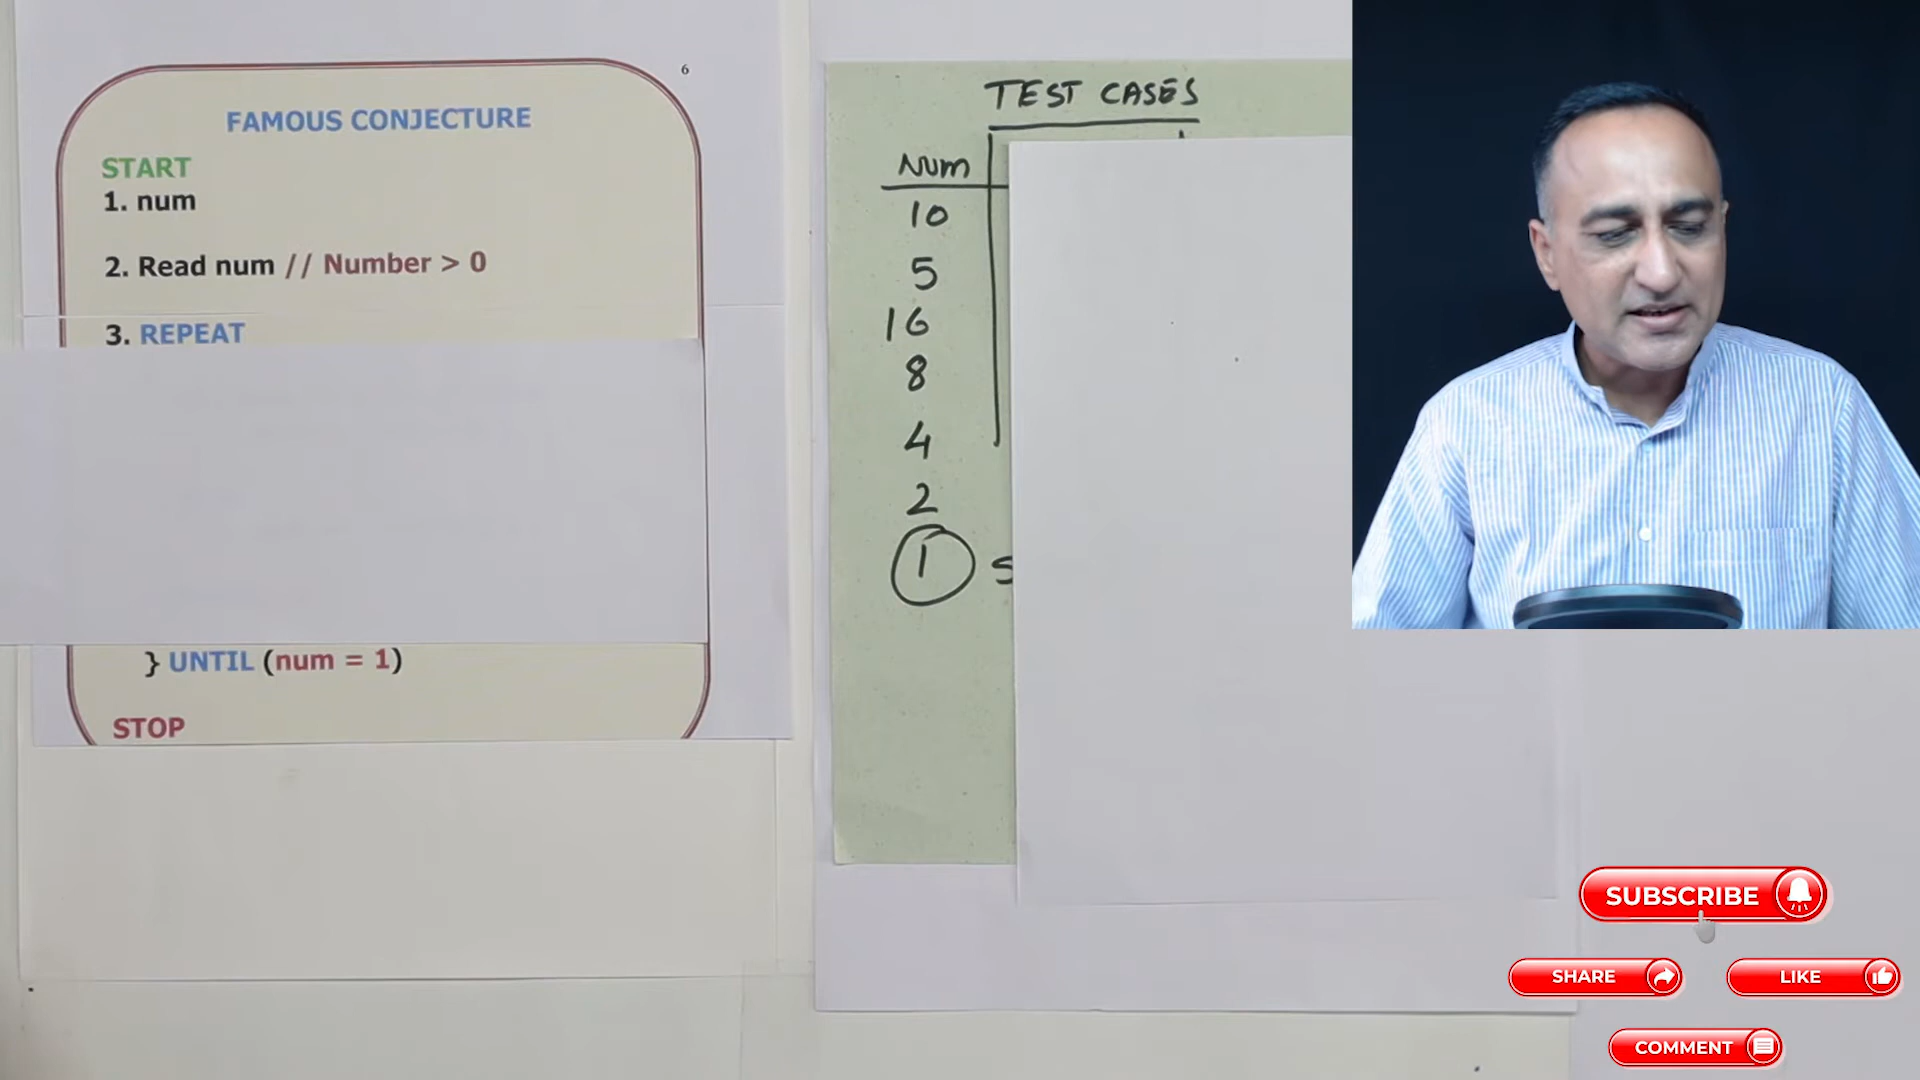 6
FAMOUS CONJECTURE
START
1. num
2. Read num // Number > 0
3. REPEAT
} UNTIL (num = 1)
STOP
TEST CASES
Num
10
5
16
8
4
2
1 S
SUBSCRIBE
SHARE
LIKE
COMMENT